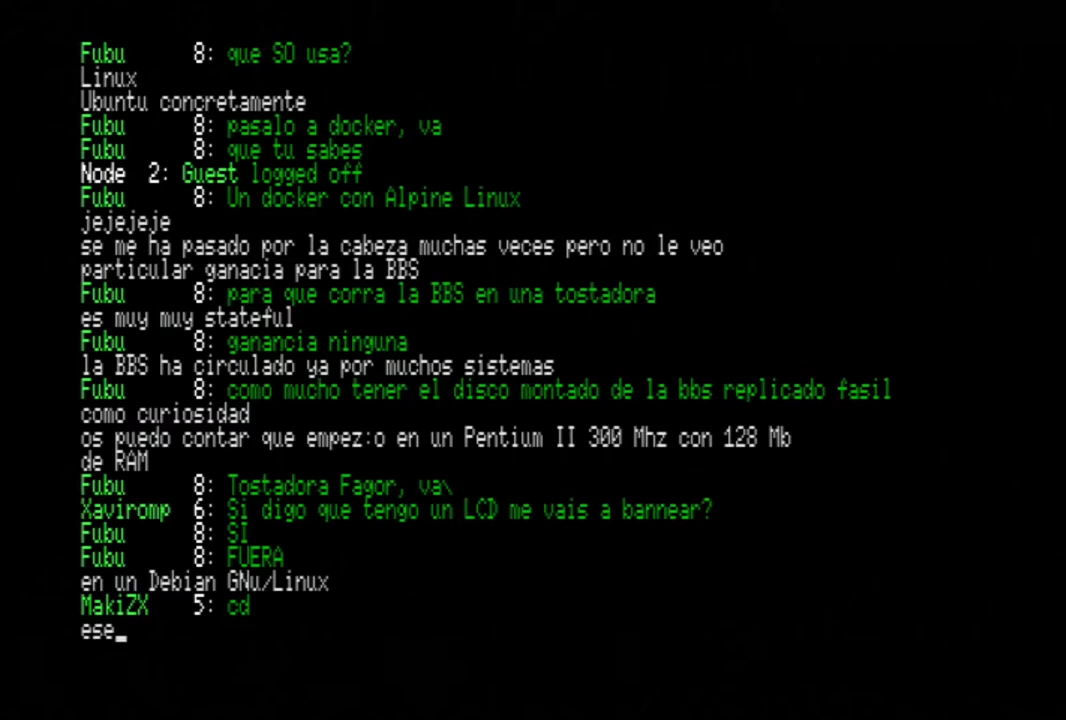 Fubu 8: que SO usa?
Linux
Ubuntu concretamente
Fubu 8: pasalo a docker, va
Fubu 8: que tu sabes
Node 2: Guest logged off
Fubu 8: Un docker con Alpine Linux
jejejeje
se me ha pasado por la cabeza muchas veces pero no le veo
particular ganacia para la BBS
Fubu 8: para que corra la BBS en una tostadora
es muy muy stateful
Fubu 8: ganancia ninguna
la BBS ha circulado ya por muchos sistemas
Fubu 8: como mucho tener el disco montado de la bbs replicado fasil
como curiosidad
os puedo contar que empez:o en un Pentium II 300 Mhz con 128 Mb
de RAM
Fubu 8: Tostadora Fagor, va\
Xaviromp 6: Si digo que tengo un LCD me vais a bannear?
Fubu 8: SI
Fubu 8: FUERA
en un Debian GNu/Linux
MakiZX 5: cd
ese_